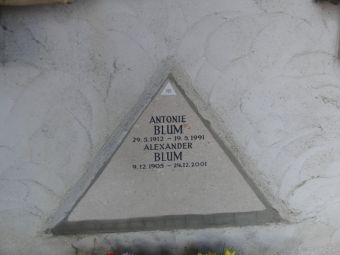 ANTONIE
BLUM
29.5.1912 – 19.5.1991
ALEXANDER
BLUM
9.12.1905 – 24.12.2001